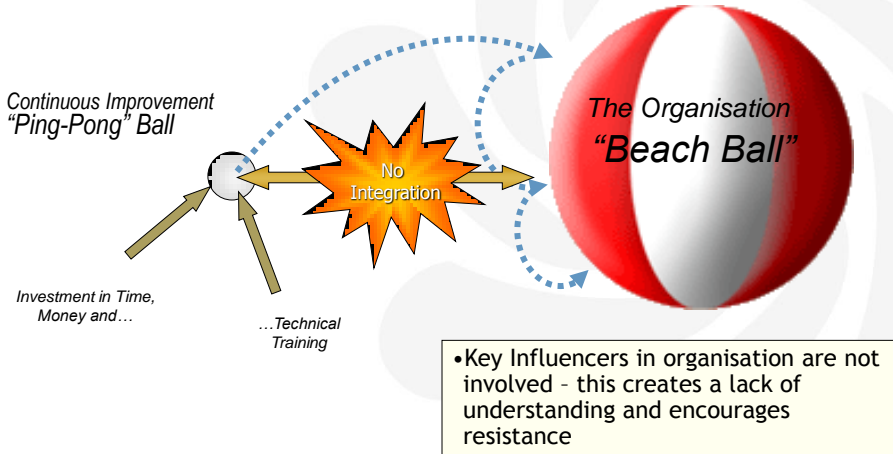 Continuous Improvement
“Ping-Pong” Ball
No
Integration
The Organisation
“Beach Ball”
Investment in Time,
Money and…
…Technical
Training
•Key Influencers in organisation are not
involved – this creates a lack of
understanding and encourages
resistance